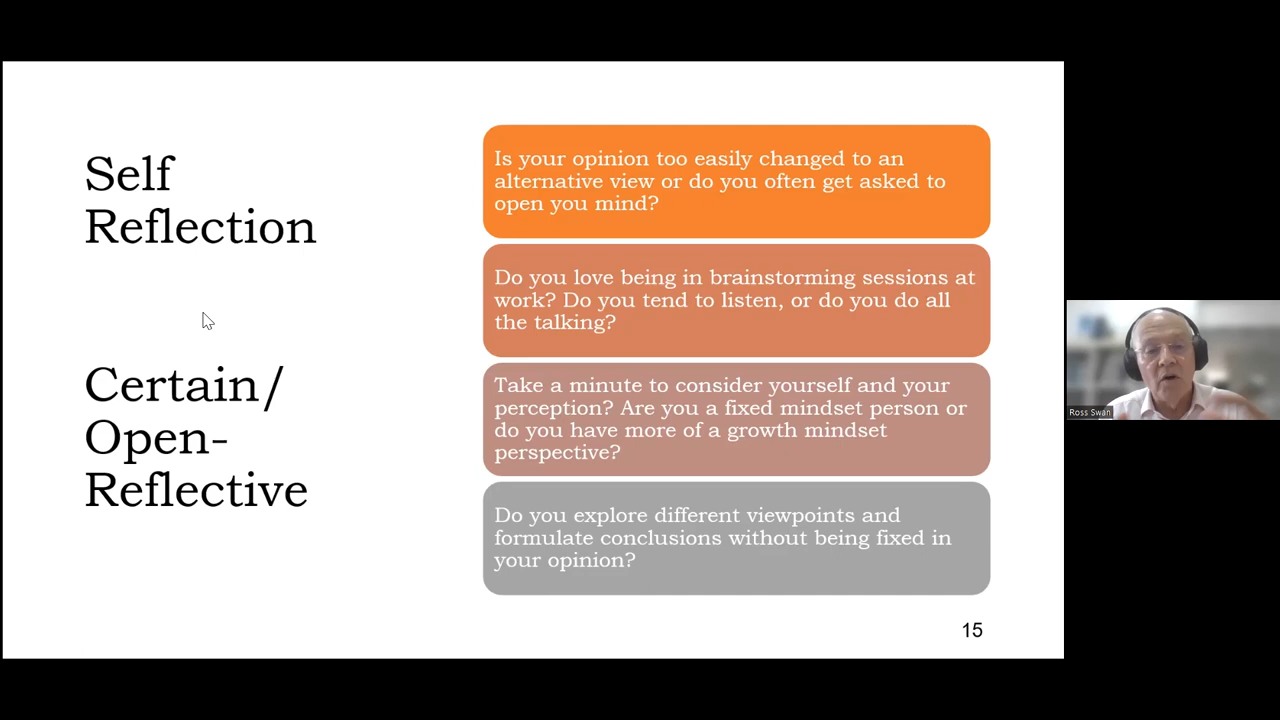 Self
Reflection
Certain/
Open-
Reflective
Is your opinion too easily changed to an
alternative view or do you often get asked to
open you mind?
Do you love being in brainstorming sessions at
work? Do you tend to listen, or do you do all
the talking?
Take a minute to consider yourself and your
perception? Are you a fixed mindset person or
do you have more of a growth mindset
perspective?
Do you explore different viewpoints and
formulate conclusions without being fixed in
your opinion?
15
Ross Swan